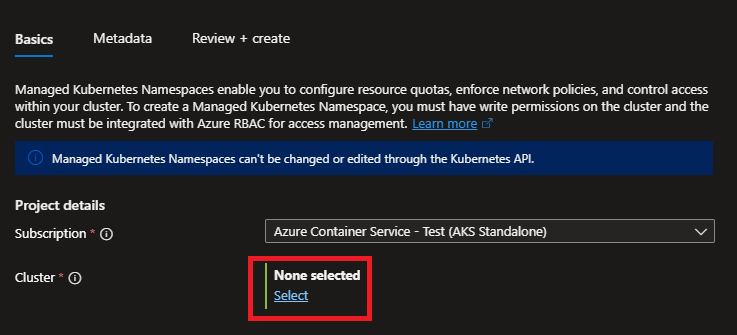 Basics Metadata Review + create
Managed Kubernetes Namespaces enable you to configure resource quotas, enforce network policies, and control access
within your cluster. To create a Managed Kubernetes Namespace, you must have write permissions on the cluster and the
cluster must be integrated with Azure RBAC for access management. Learn more
Managed Kubernetes Namespaces can't be changed or edited through the Kubernetes API.
Project details
Subscription * Azure Container Service - Test (AKS Standalone)
Cluster * None selected
Select